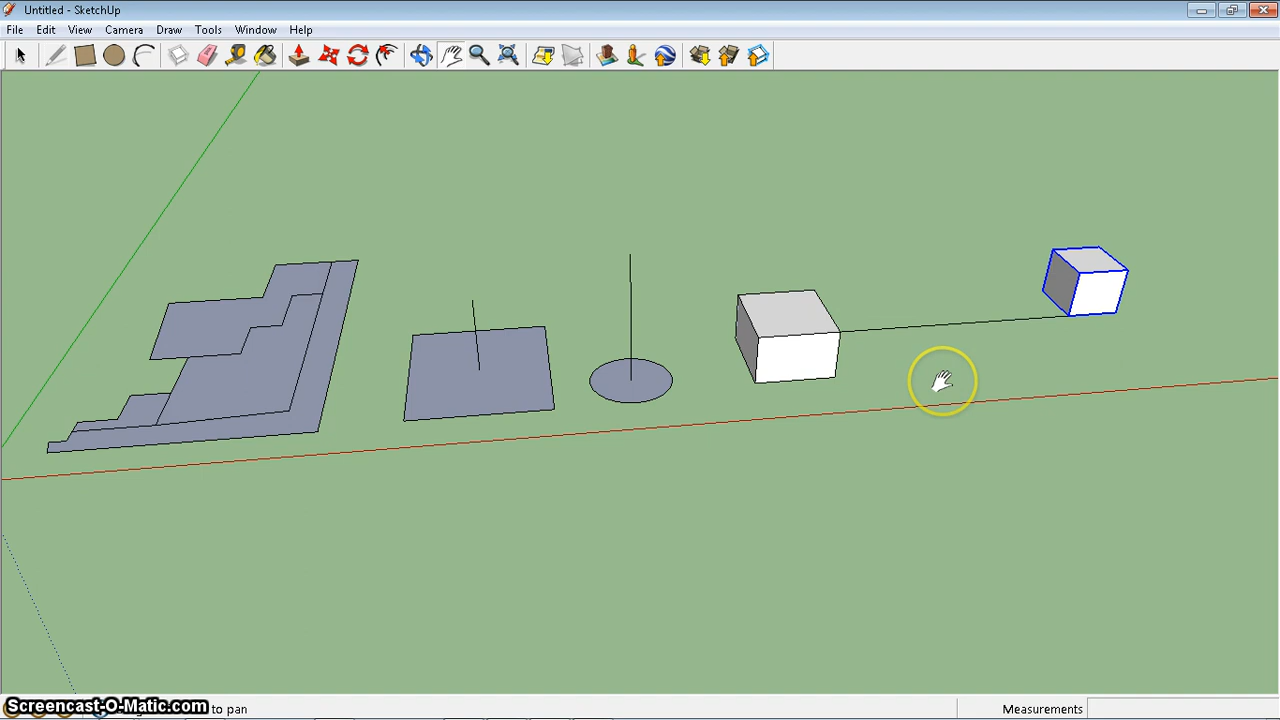 Untitled - SketchUp
File Edit View Camera Draw Tools Window Help
Screencast-O-Matic.com to pan Measurements